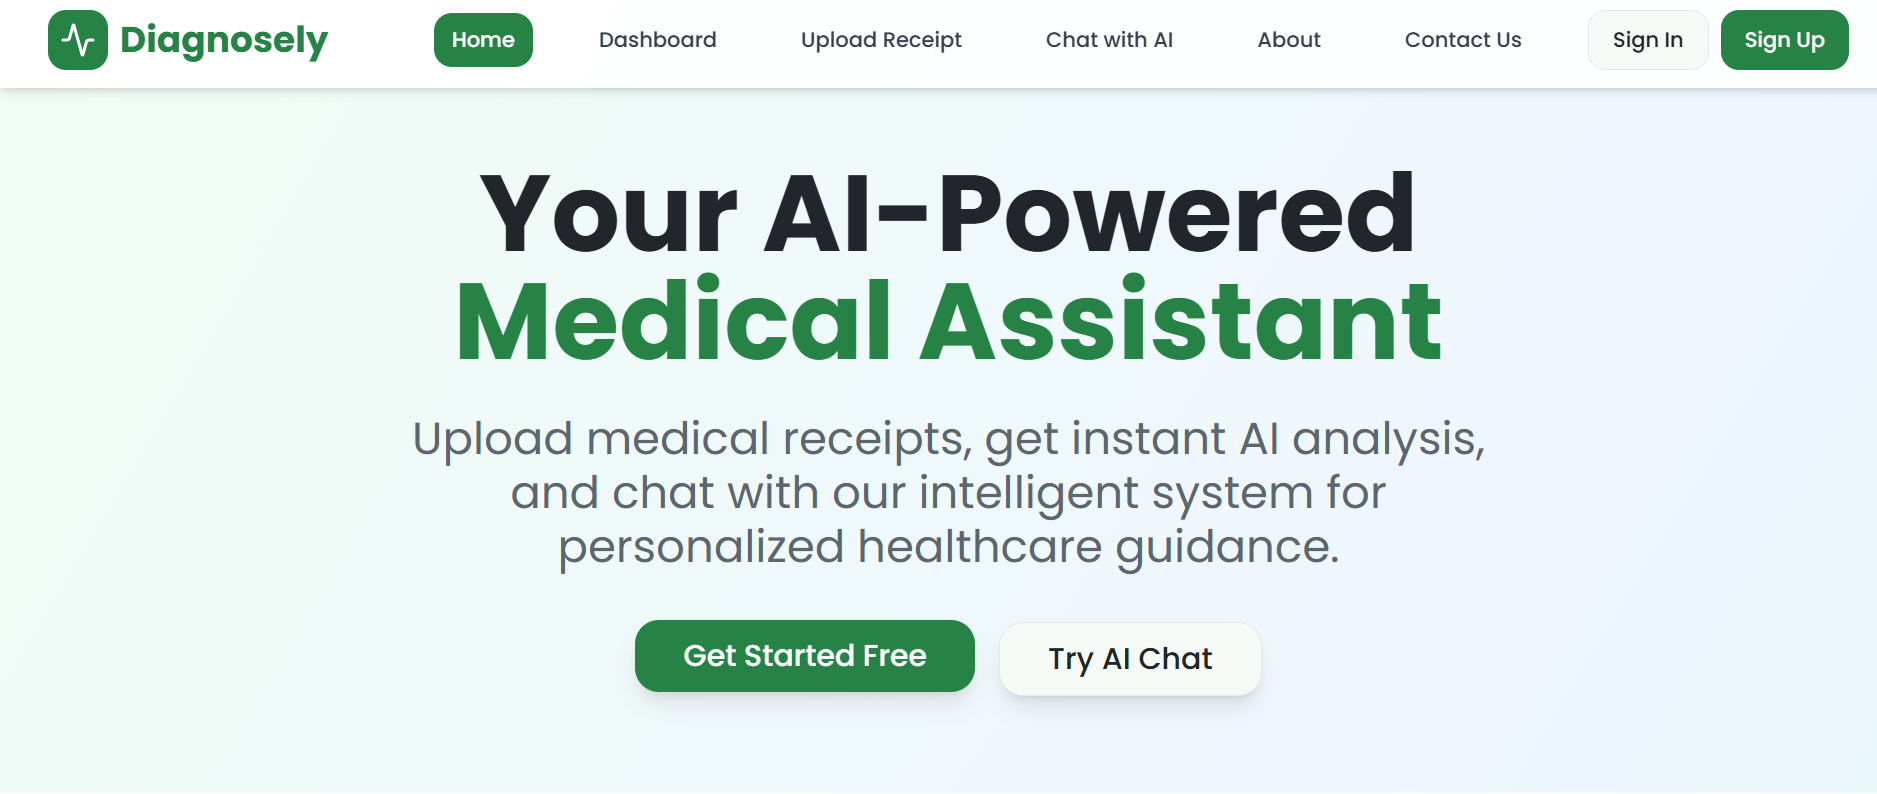 Diagnosely
Home
Dashboard
Upload Receipt
Chat with AI
About
Contact Us
Sign In
Sign Up
Your AI-Powered
Medical Assistant
Upload medical receipts, get instant AI analysis,
and chat with our intelligent system for
personalized healthcare guidance.
Get Started Free
Try AI Chat